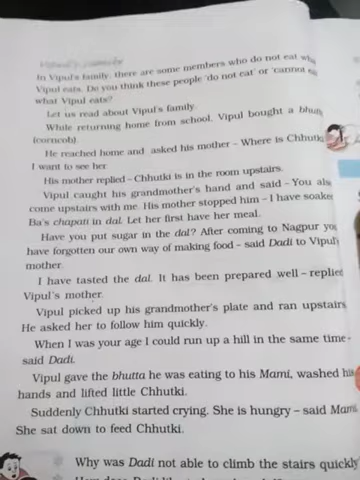 Vipul's family
In Vipul's family, there are some members who do not eat what
Vipul eats. Do you think these people 'do not eat' or 'cannot eat'
what Vipul eats?
Let us read about Vipul's family.
While returning home from school, Vipul bought a bhutta
(corncob).
He reached home and asked his mother – Where is Chhutki
I want to see her
His mother replied – Chhutki is in the room upstairs.
Vipul caught his grandmother's hand and said – You also
come upstairs with me. His mother stopped him – I have soaked
Ba's chapati in dal. Let her first have her meal.
Have you put sugar in the dal? After coming to Nagpur you
have forgotten our own way of making food – said Dadi to Vipul's
mother.
I have tasted the dal. It has been prepared well – replied
Vipul's mother.
Vipul picked up his grandmother's plate and ran upstairs
He asked her to follow him quickly.
When I was your age I could run up a hill in the same time –
said Dadi.
Vipul gave the bhutta he was eating to his Mami, washed his
hands and lifted little Chhutki.
Suddenly Chhutki started crying. She is hungry – said Mami
She sat down to feed Chhutki.
Why was Dadi not able to climb the stairs quickly